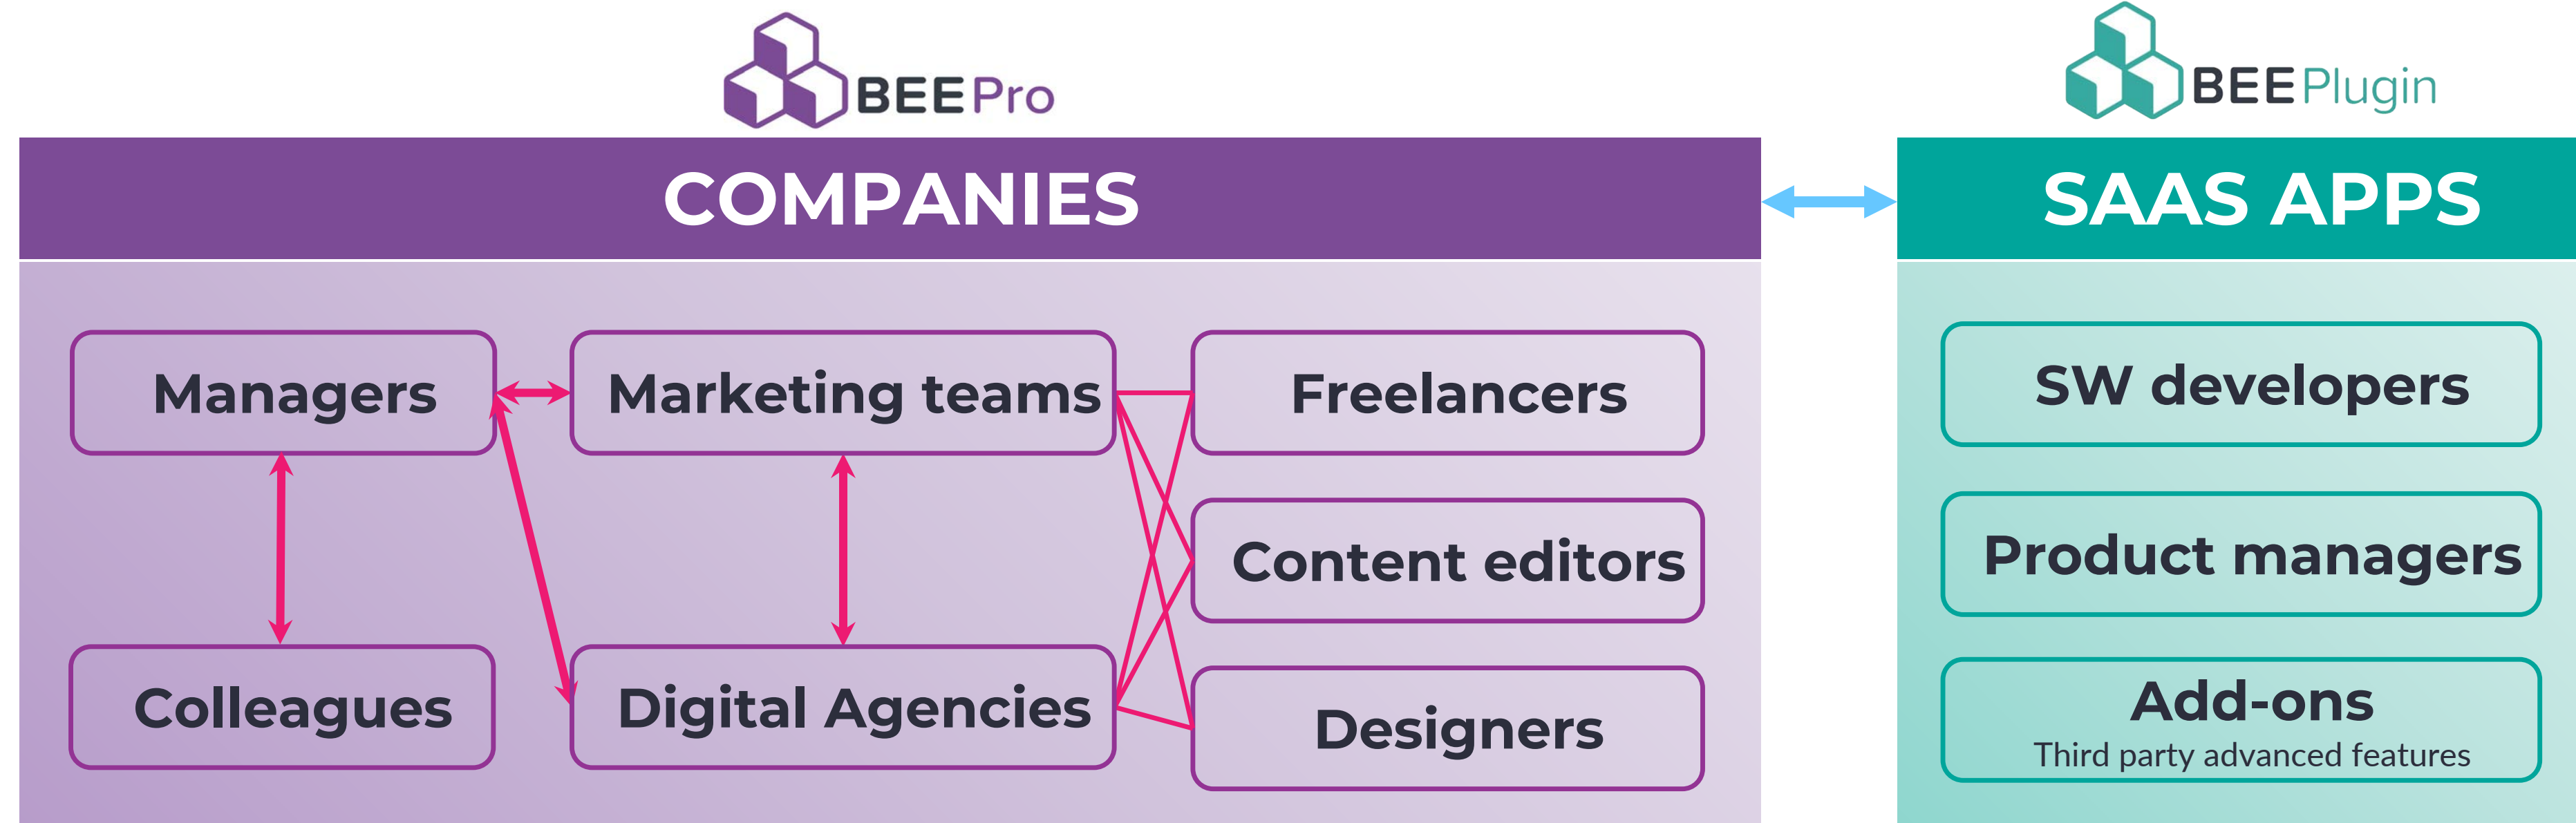 BEEPro
BEEPlugin
COMPANIES
SAAS APPS
Managers
Marketing teams
Freelancers
Content editors
Colleagues
Digital Agencies
Designers
SW developers
Product managers
Add-ons
Third party advanced features